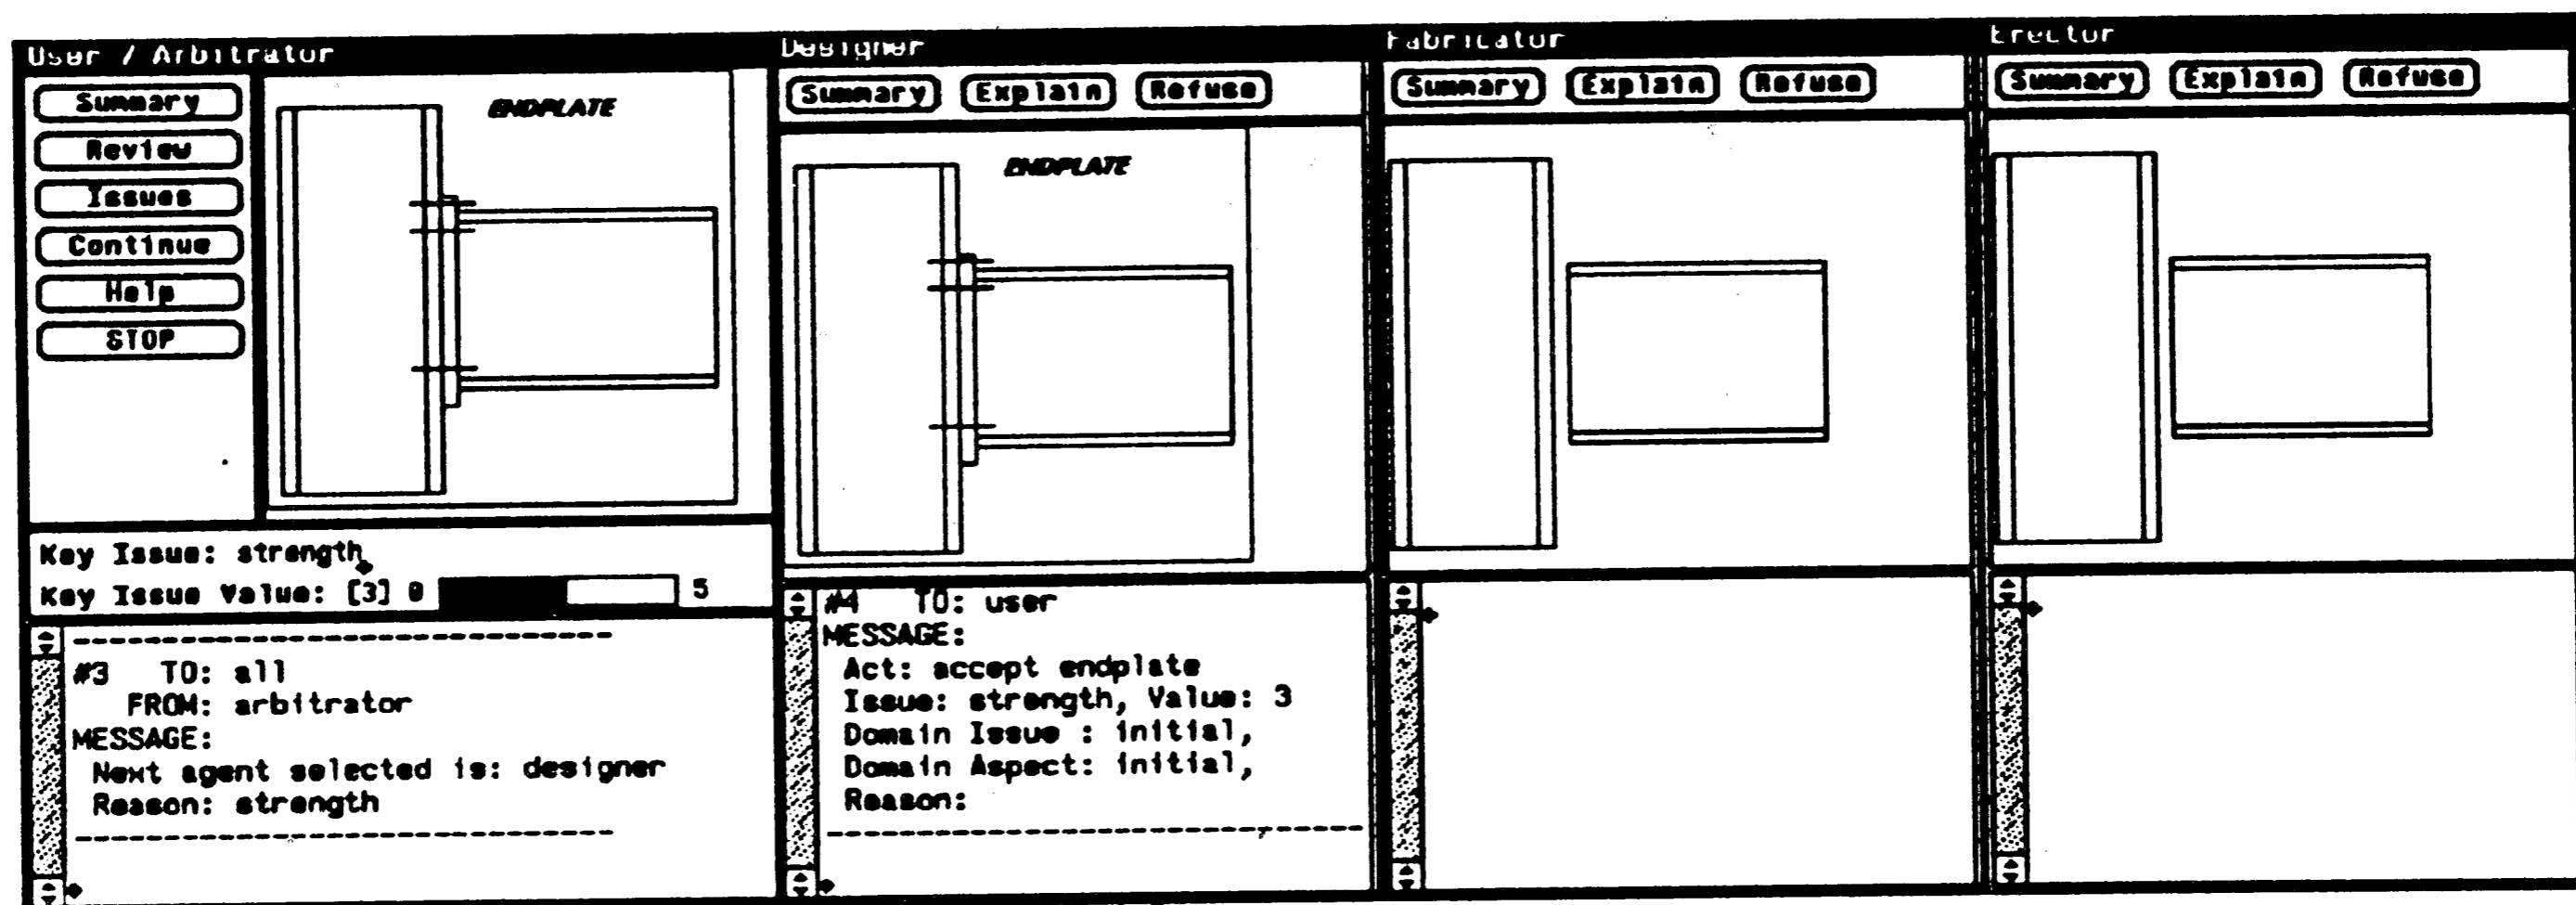 User / Arbitrator
Summary
Review
Issues
Continue
Help
STOP
ENDPLATE
Key Issue: strength
Key Issue Value: [3] 0 5
#3 TO: all
FROM: arbitrator
MESSAGE:
Next agent selected is: designer
Reason: strength
Designer
Summary Explain Refuse
ENDPLATE
#4 TO: user
MESSAGE:
Act: accept endplate
Issue: strength, Value: 3
Domain Issue : initial,
Domain Aspect: initial,
Reason:
Fabricator
Summary Explain Refuse
Erector
Summary Explain Refuse